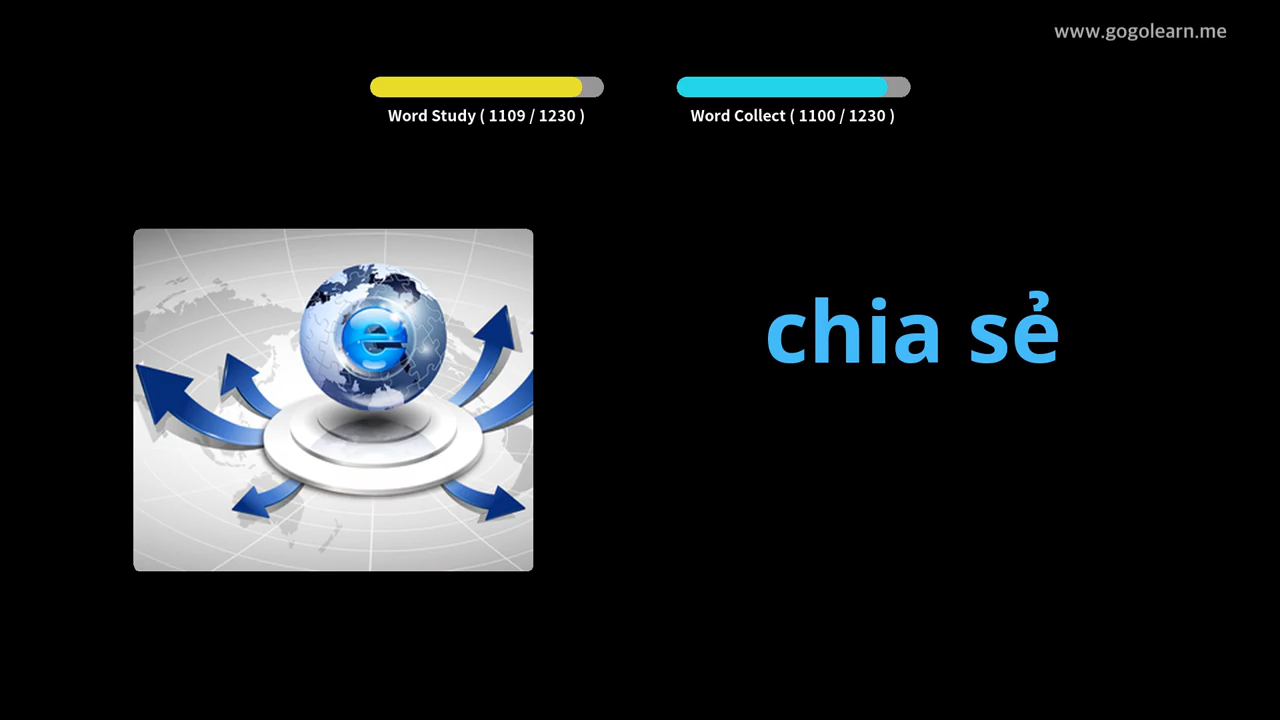 www.gogolearn.me
Word Study ( 1109 / 1230 )
Word Collect ( 1100 / 1230 )
e
chia sẻ